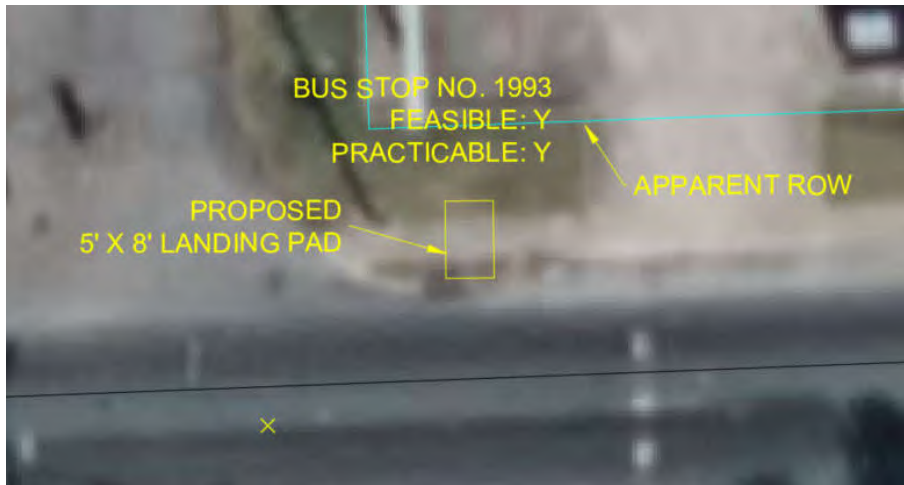 BUS STOP NO. 1993
FEASIBLE: Y
PRACTICABLE: Y
APPARENT ROW
PROPOSED
5' X 8' LANDING PAD